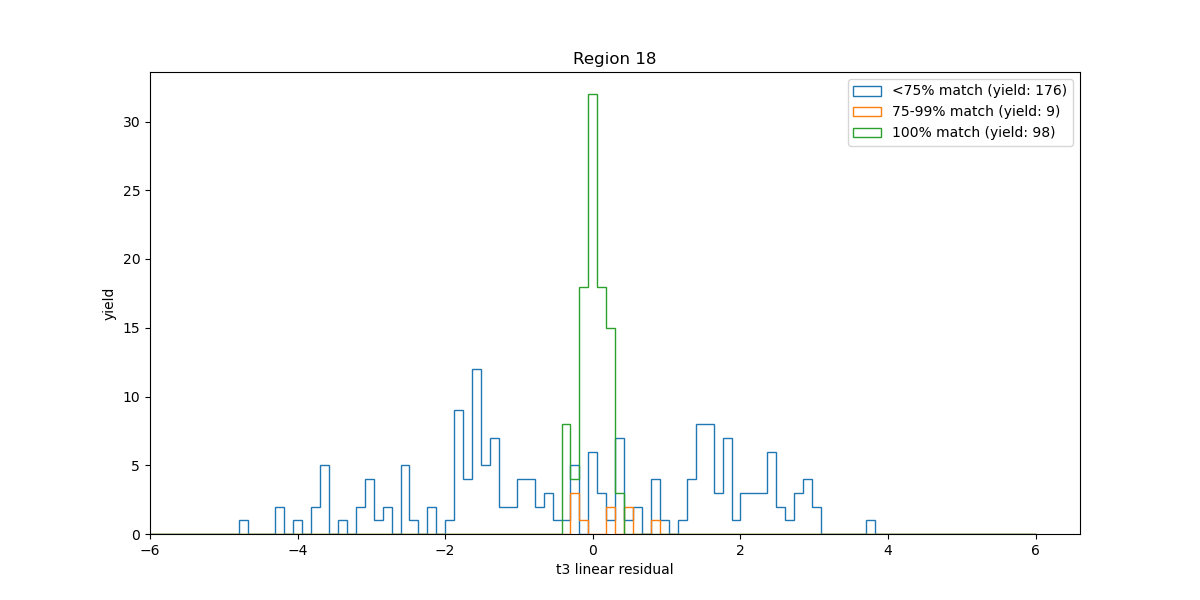 Region 18
<75% match (yield: 176)
75-99% match (yield: 9)
100% match (yield: 98)
yield
30
25
20
15
10
5
0
−6
−4
−2
0
2
4
6
t3 linear residual